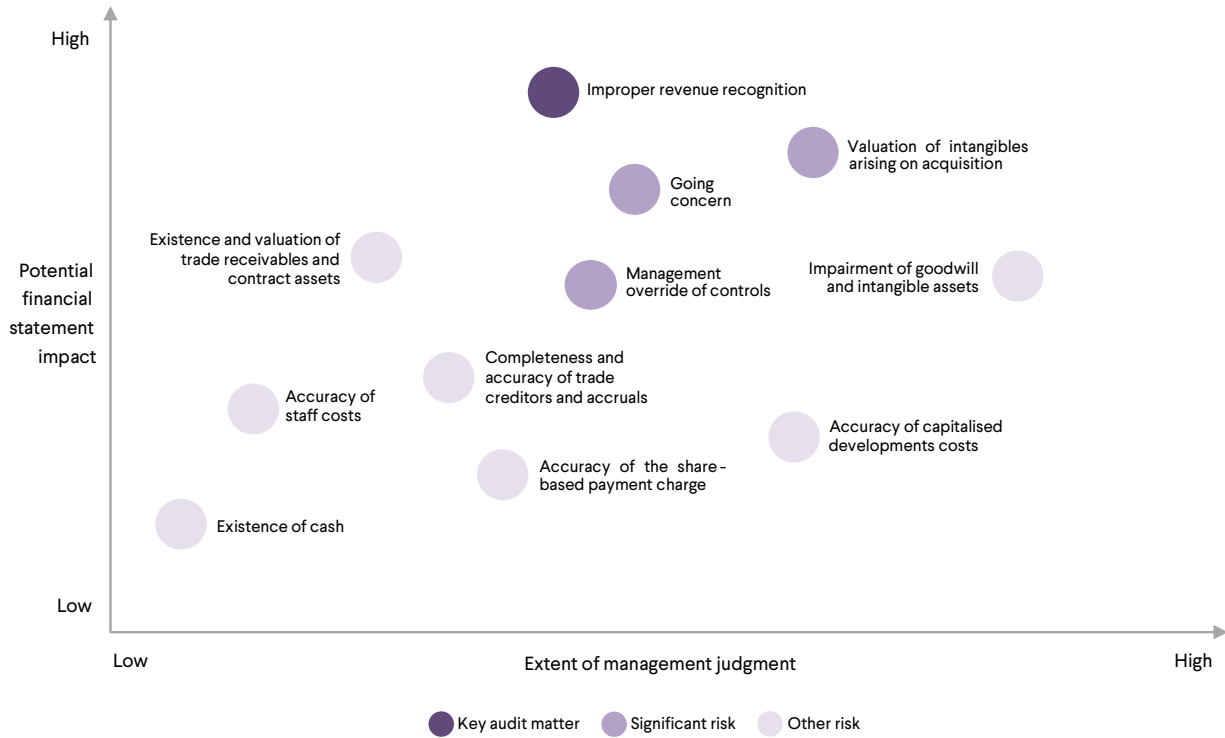 High
Improper revenue recognition
Valuation of intangibles
arising on acquisition
Going
concern
Existence and valuation of
trade receivables and
contract assets
Potential
financial
statement
impact
Management
override of controls
Impairment of goodwill
and intangible assets
Completeness and
accuracy of trade
creditors and accruals
Accuracy of
staff costs
Accuracy of capitalised
developments costs
Accuracy of the share-
based payment charge
Existence of cash
Low
Low
Extent of management judgment
High
Key audit matter
Significant risk
Other risk